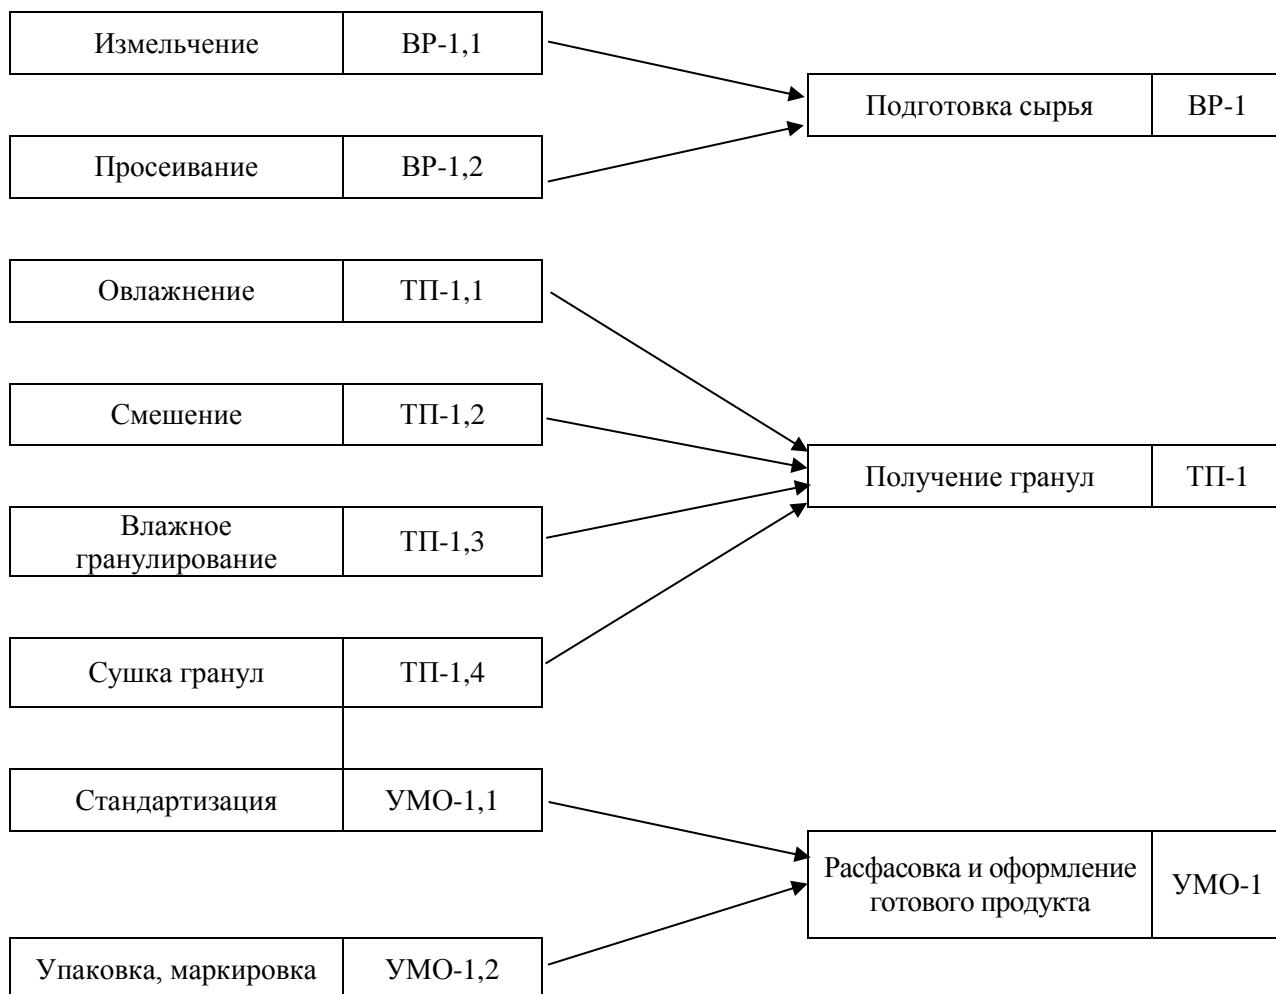 Измельчение ВР-1,1
Подготовка сырья ВР-1
Просеивание ВР-1,2
Овлажнение ТП-1,1
Смешение ТП-1,2
Получение гранул ТП-1
Влажное
гранулирование ТП-1,3
Сушка гранул ТП-1,4
Стандартизация УМО-1,1
Расфасовка и оформление
готового продукта УМО-1
Упаковка, маркировка УМО-1,2